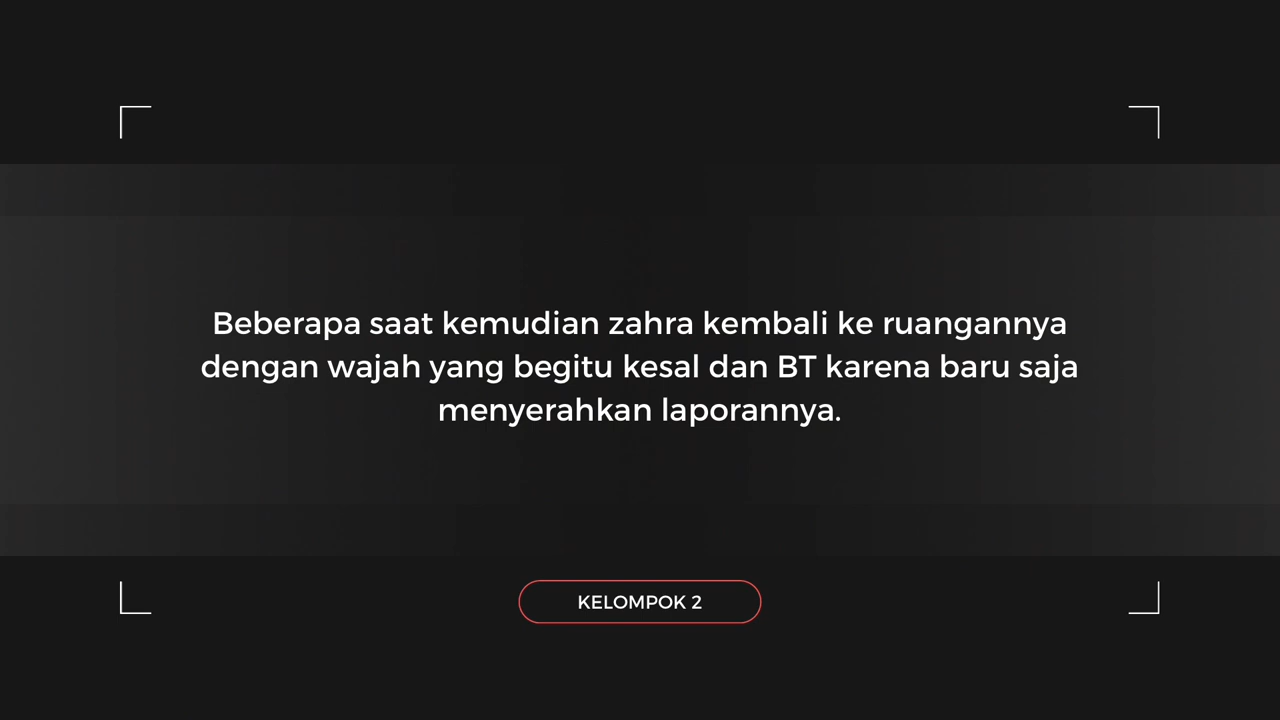 Beberapa saat kemudian zahra kembali ke ruangannya
dengan wajah yang begitu kesal dan BT karena baru saja
menyerahkan laporannya.
KELOMPOK 2